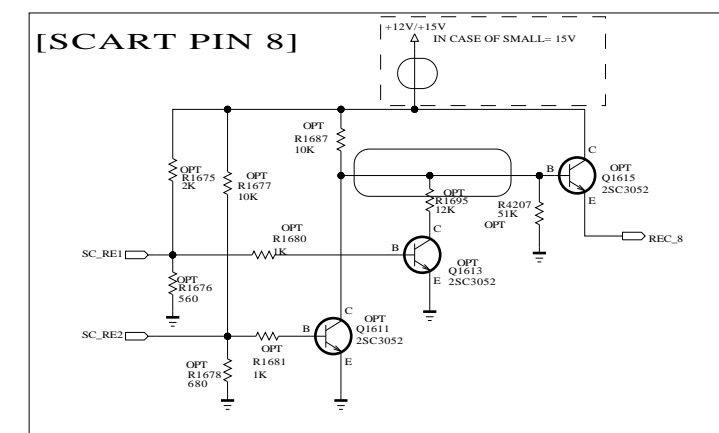 [SCART PIN 8]
+12V/+15V
IN CASE OF SMALL= 15V
OPT
R1675
2K
OPT
R1677
10K
OPT
R1687
10K
C
B
OPT
Q1615
2SC3052
E
OPT
R1695
12K
R4207
51K
OPT
REC_8
OPT
R1680
1K
SC_RE1
C
B
OPT
Q1613
2SC3052
E
OPT
R1676
560
C
SC_RE2
B
OPT
Q1611
2SC3052
E
OPT
R1681
1K
OPT
R1678
680